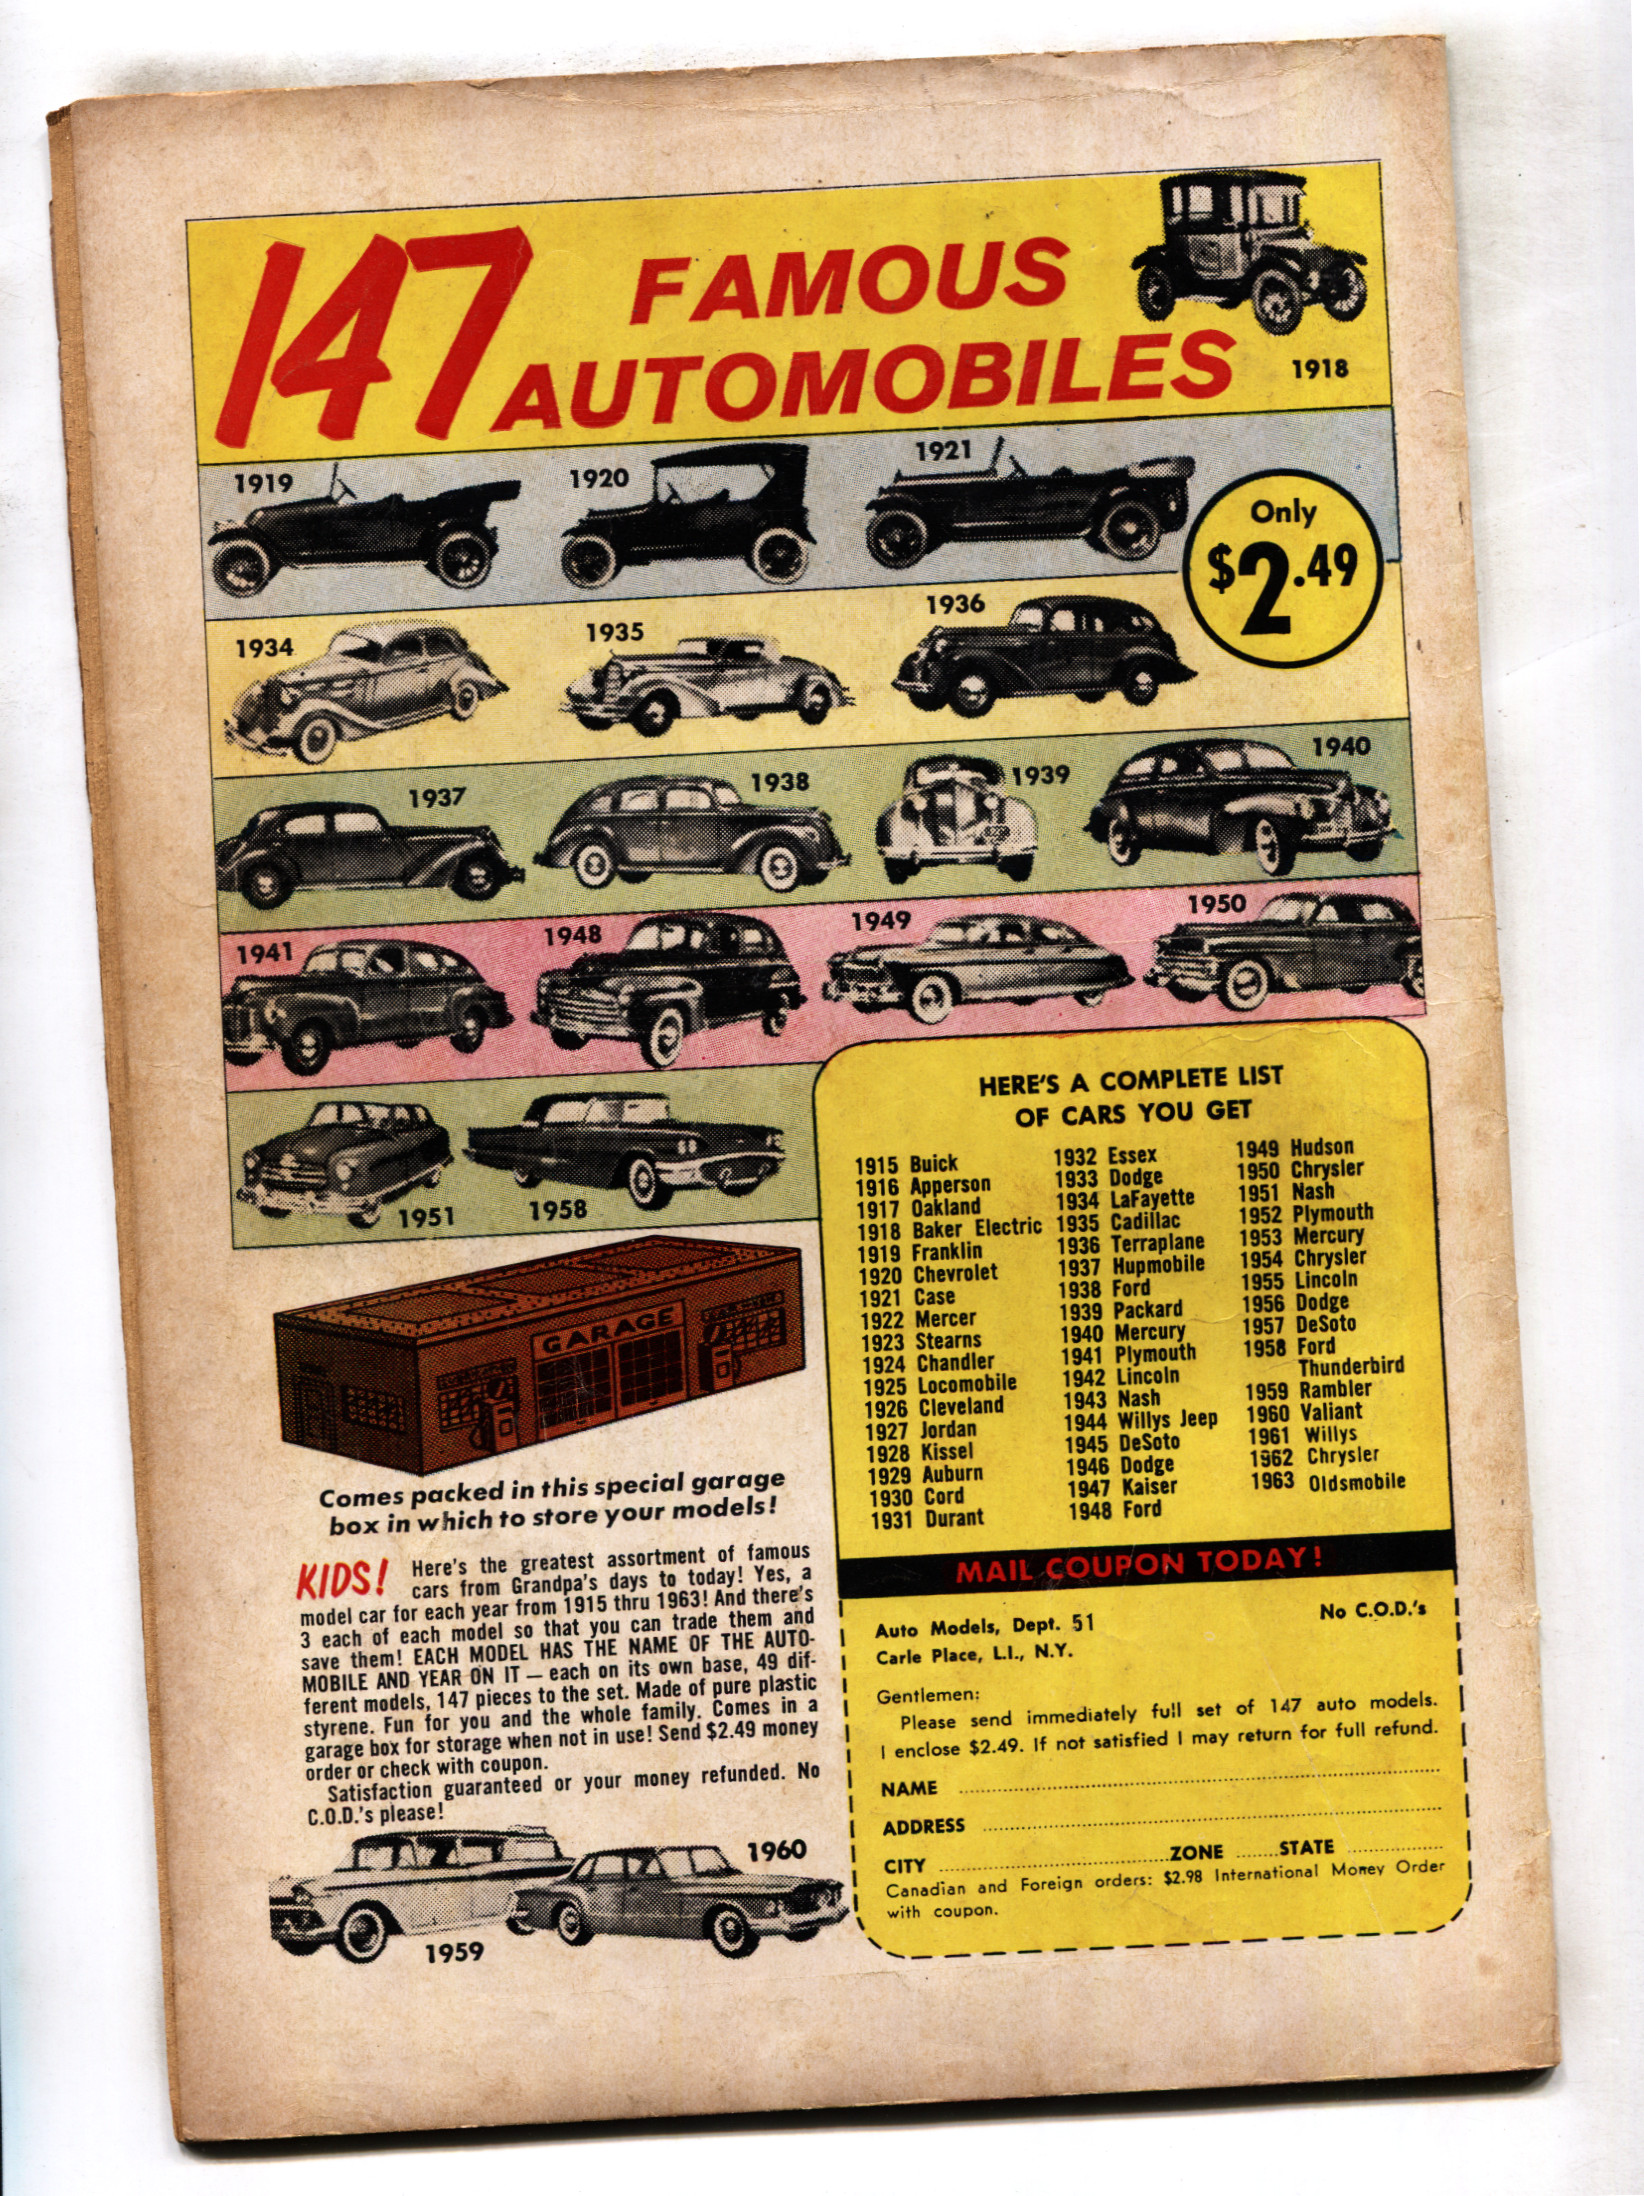 147 FAMOUS
AUTOMOBILES
1918
1919
1920
1921
Only
$2.49
1934
1935
1936
1937
1938
1939
1940
1941
1948
1949
1950
1951
1958
GARAGE
Comes packed in this special garage
box in which to store your models!
KIDS! Here's the greatest assortment of famous
cars from Grandpa's days to today! Yes, a
model car for each year from 1915 thru 1963! And there's
3 each of each model so that you can trade them and
save them! EACH MODEL HAS THE NAME OF THE AUTO-
MOBILE AND YEAR ON IT — each on its own base, 49 dif-
ferent models, 147 pieces to the set. Made of pure plastic
styrene. Fun for you and the whole family. Comes in a
garage box for storage when not in use! Send $2.49 money
order or check with coupon.
Satisfaction guaranteed or your money refunded. No
C.O.D.'s please!
1960
1959
HERE'S A COMPLETE LIST
OF CARS YOU GET
1915 Buick
1916 Apperson
1917 Oakland
1918 Baker Electric
1919 Franklin
1920 Chevrolet
1921 Case
1922 Mercer
1923 Stearns
1924 Chandler
1925 Locomobile
1926 Cleveland
1927 Jordan
1928 Kissel
1929 Auburn
1930 Cord
1931 Durant
1932 Essex
1933 Dodge
1934 LaFayette
1935 Cadillac
1936 Terraplane
1937 Hupmobile
1938 Ford
1939 Packard
1940 Mercury
1941 Plymouth
1942 Lincoln
1943 Nash
1944 Willys Jeep
1945 DeSoto
1946 Dodge
1947 Kaiser
1948 Ford
1949 Hudson
1950 Chrysler
1951 Nash
1952 Plymouth
1953 Mercury
1954 Chrysler
1955 Lincoln
1956 Dodge
1957 DeSoto
1958 Ford
Thunderbird
1959 Rambler
1960 Valiant
1961 Willys
1962 Chrysler
1963 Oldsmobile
MAIL COUPON TODAY!
Auto Models, Dept. 51 No C.O.D.'s
Carle Place, L.I., N.Y.
Gentlemen:
Please send immediately full set of 147 auto models.
I enclose $2.49. If not satisfied I may return for full refund.
NAME
ADDRESS
CITY ZONE STATE
Canadian and Foreign orders: $2.98 International Money Order
with coupon.